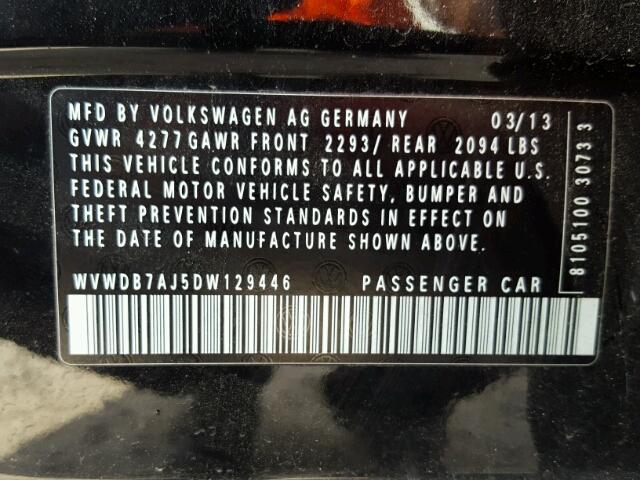 MFD BY VOLKSWAGEN AG GERMANY 03/13
GVWR 4277 GAWR FRONT 2293/ REAR 2094 LBS
THIS VEHICLE CONFORMS TO ALL APPLICABLE U.S.
FEDERAL MOTOR VEHICLE SAFETY, BUMPER AND
THEFT PREVENTION STANDARDS IN EFFECT ON
THE DATE OF MANUFACTURE SHOWN ABOVE.
WVWDB7AJ5DW129446 PASSENGER CAR
8105100 3073 3